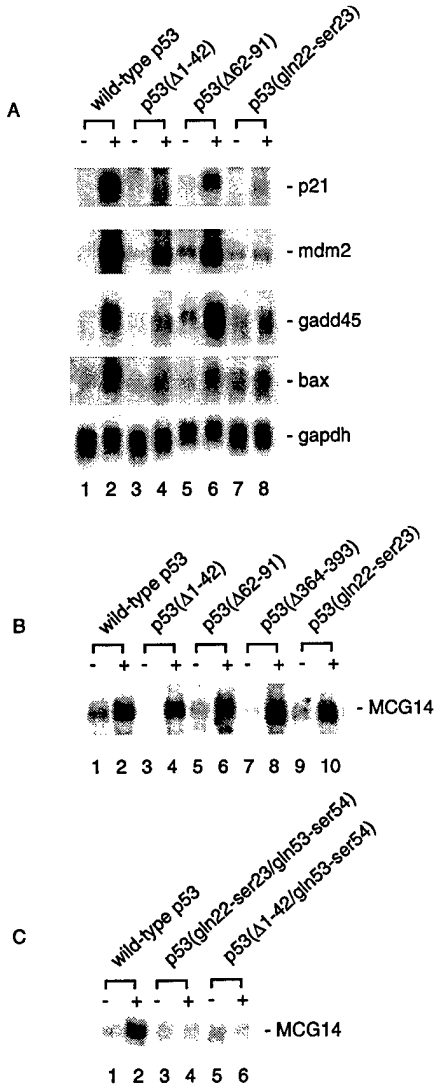 A
wild-type p53
p53(Δ1-42)
p53(Δ62-91)
p53(gln22-ser23)
- + - + - + - +
- p21
- mdm2
- gadd45
- bax
- gapdh
1 2 3 4 5 6 7 8
B
wild-type p53
p53(Δ1-42)
p53(Δ62-91)
p53(Δ364-393)
p53(gln22-ser23)
- + - + - + - + - +
- MCG14
1 2 3 4 5 6 7 8 9 10
C
wild-type p53
p53(gln22-ser23/gln53-ser54)
p53(Δ1-42/gln53-ser54)
- + - + - +
- MCG14
1 2 3 4 5 6